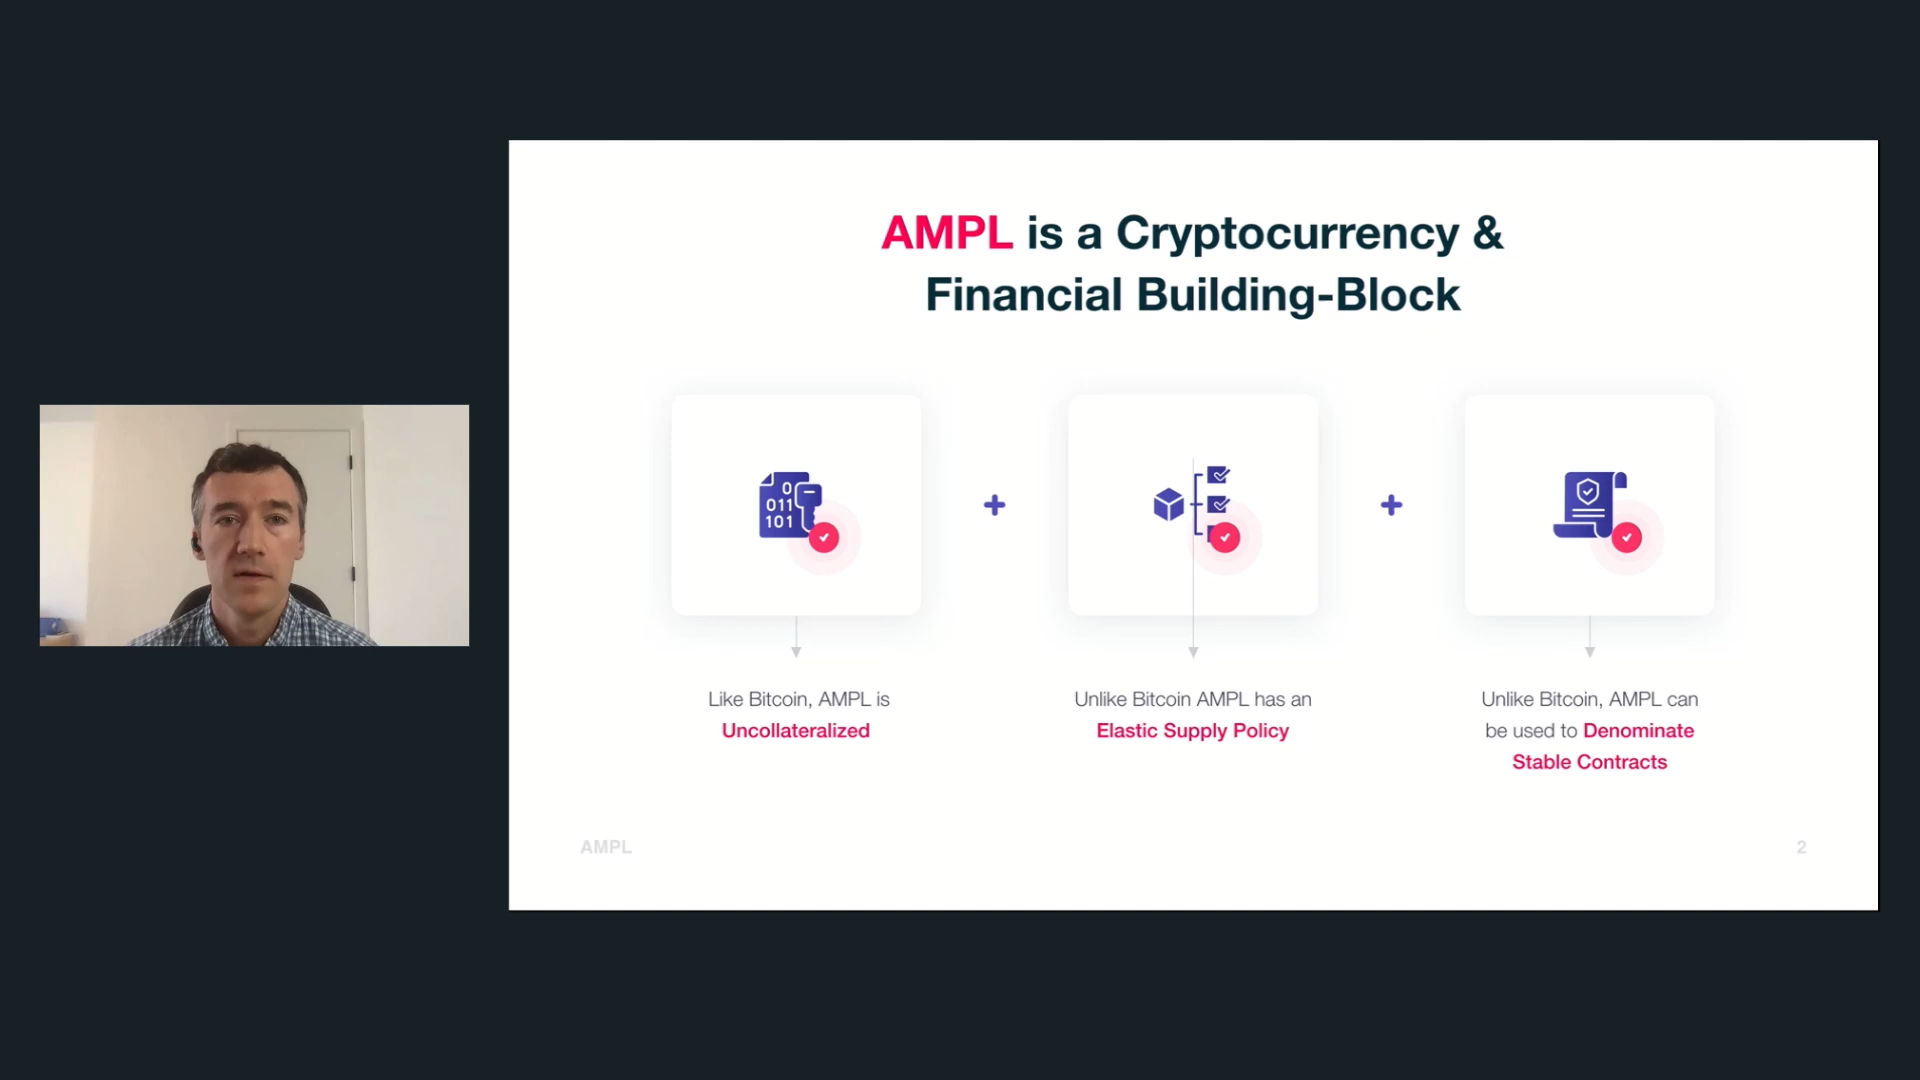 AMPL is a Cryptocurrency &
Financial Building-Block
0
011
101
Like Bitcoin, AMPL is
Uncollateralized
Unlike Bitcoin AMPL has an
Elastic Supply Policy
Unlike Bitcoin, AMPL can
be used to Denominate
Stable Contracts
AMPL
2